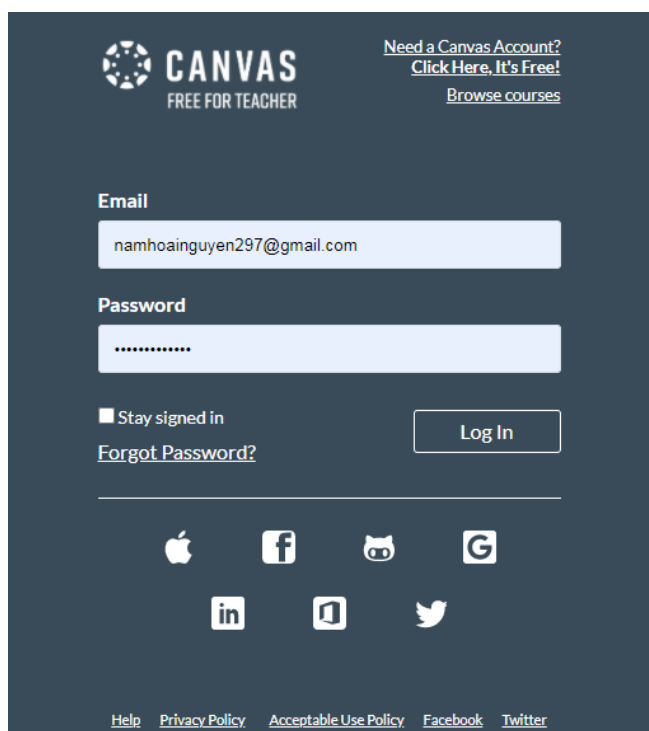 CANVAS
FREE FOR TEACHER
Need a Canvas Account?
Click Here, It's Free!
Browse courses
Email
namhoainguyen297@gmail.com
Password
•••••••••••••
Stay signed in
Forgot Password?
Log In
Help Privacy Policy Acceptable Use Policy Facebook Twitter